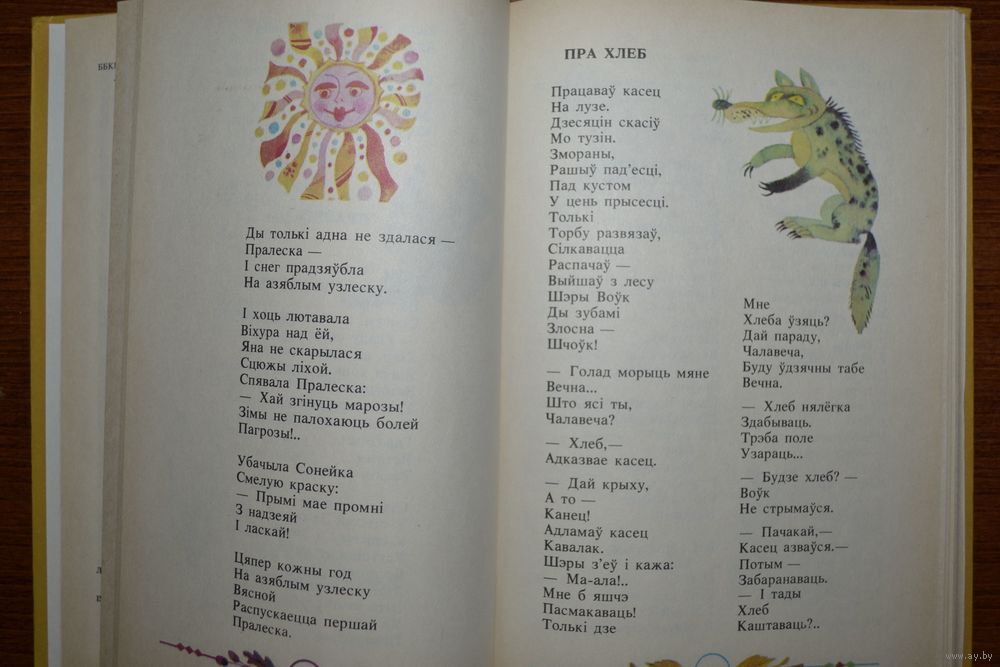 ББК
Ды толькі адна не здалася —
Пралеска —
І снег прадзяўбла
На азяблым узлеску.
І хоць лютавала
Віхура над ёй,
Яна не скарылася
Сцюжы ліхой.
Спявала Пралеска:
— Хай згінуць марозы!
Зімы не палохаюць болей
Пагрозы!..
Убачыла Сонейка
Смелую краску:
— Прымі мае промні
З надзеяй
І ласкай!
Цяпер кожны год
На азяблым узлеску
Вясной
Распускаецца першай
Пралеска.
ПРА ХЛЕБ
Працаваў касец
На лузе.
Дзесяцін скасіў
Мо тузін.
Змораны,
Рашыў пад'есці,
Пад кустом
У цень прысесці.
Толькі
Торбу развязаў,
Сілкавацца
Распачаў —
Выйшаў з лесу
Шэры Воўк
Ды зубамі
Злосна —
Шчоўк!
— Голад морыць мяне
Вечна...
Што ясі ты,
Чалавеча?
— Хлеб,—
Адказвае касец.
— Дай крыху,
А то —
Канец!
Адламаў касец
Кавалак.
Шэры з'еў і кажа:
— Ма-ала!..
Мне б яшчэ
Пасмакаваць!
Толькі дзе
Мне
Хлеба ўзяць?
Дай параду,
Чалавеча,
Буду ўдзячны табе
Вечна.
— Хлеб нялёгка
Здабываць.
Трэба поле
Узараць...
— Будзе хлеб? —
Воўк
Не стрымаўся.
— Пачакай,—
Касец азваўся.—
Потым —
Забаранаваць.
— І тады
Хлеб
Каштаваць?..
www.ay.by